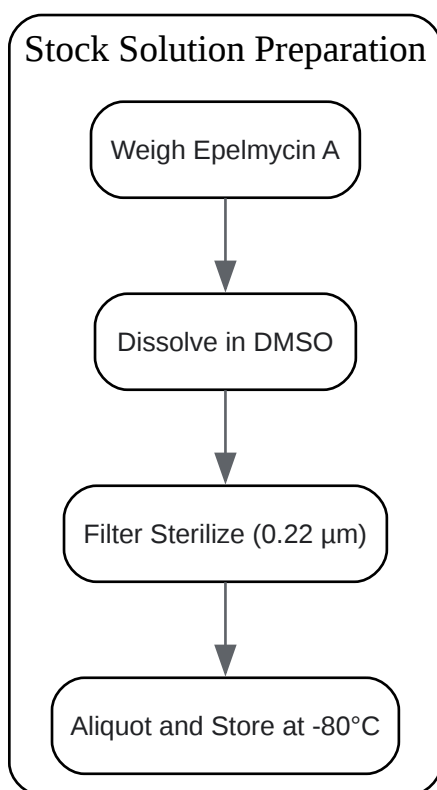 Stock Solution Preparation
Weigh Epelmycin A
Dissolve in DMSO
Filter Sterilize (0.22 µm)
Aliquot and Store at -80°C